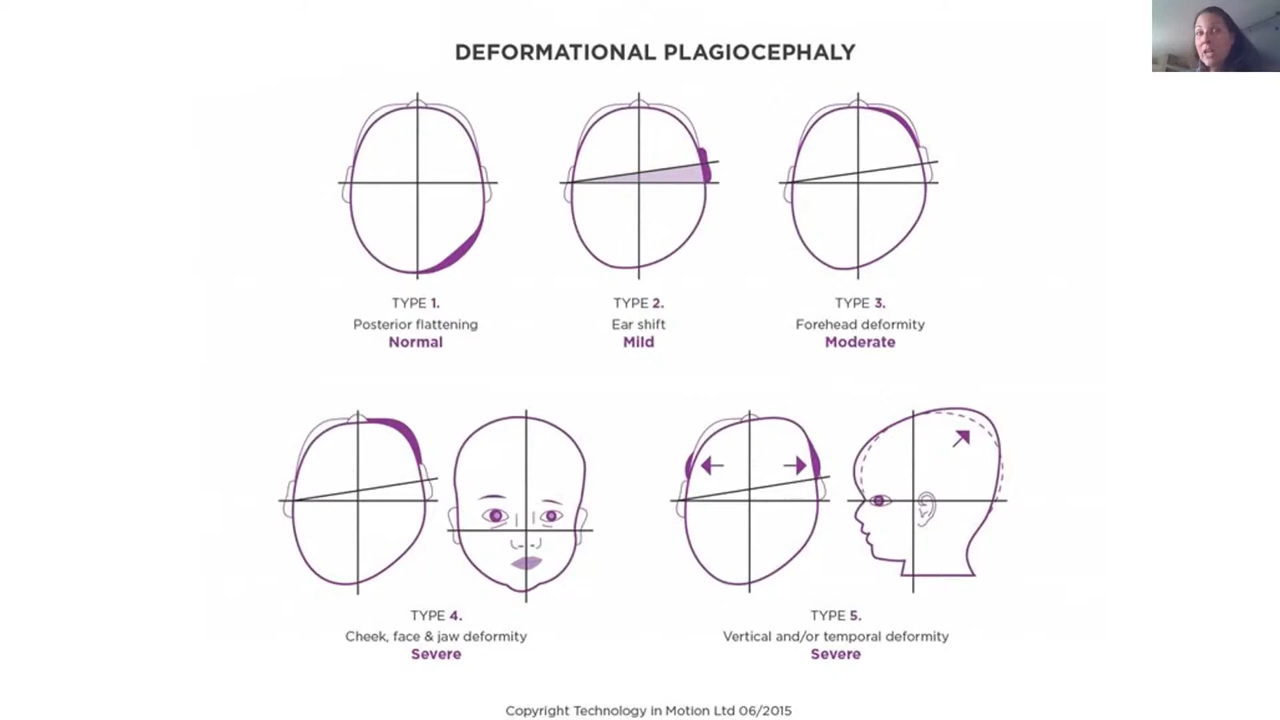 DEFORMATIONAL PLAGIOCEPHALY
TYPE 1.
Posterior flattening
Normal
TYPE 2.
Ear shift
Mild
TYPE 3.
Forehead deformity
Moderate
TYPE 4.
Cheek, face & jaw deformity
Severe
TYPE 5.
Vertical and/or temporal deformity
Severe
Copyright Technology in Motion Ltd 06/2015